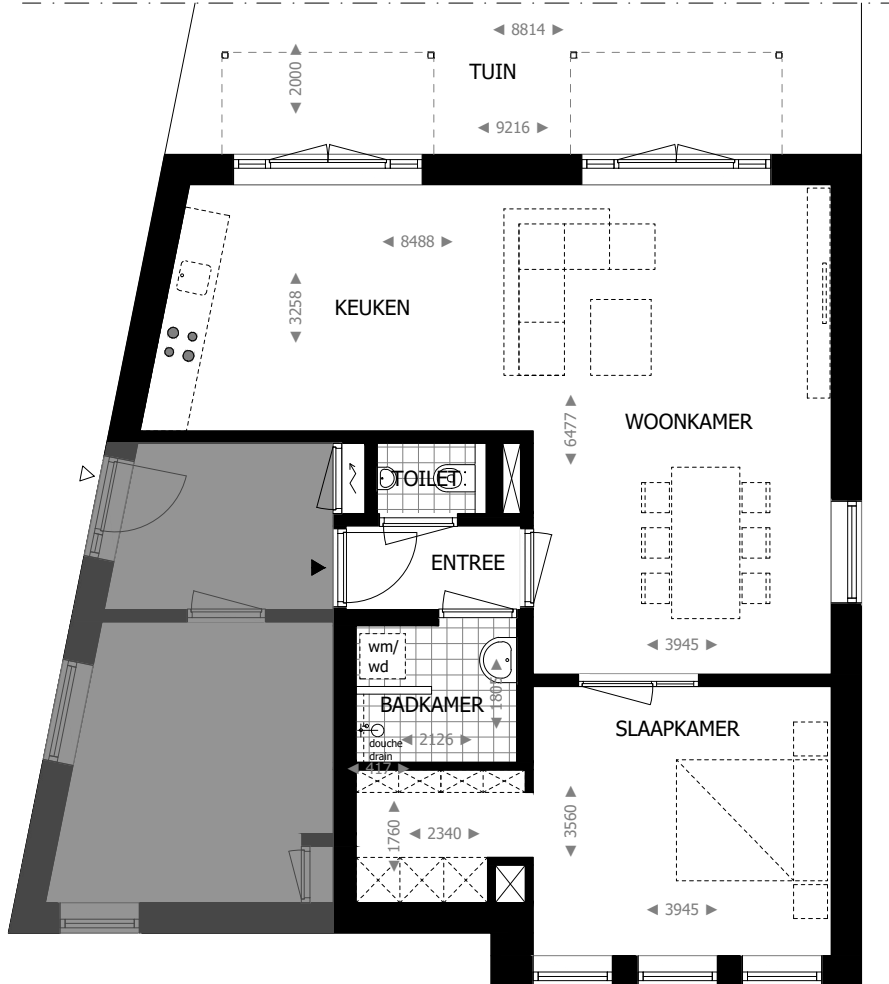 8814
TUIN
2000
9216
8488
KEUKEN
3258
WOONKAMER
6477
TOILET
ENTREE
wm/
wd
3945
BADKAMER
1807
SLAAPKAMER
2126
douche
drain
417
2340
1760
3560
3945